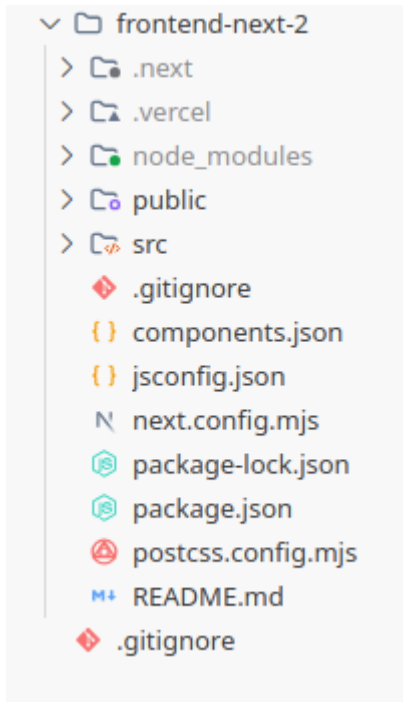 frontend-next-2
.next
.vercel
node_modules
public
src
.gitignore
components.json
jsconfig.json
next.config.mjs
package-lock.json
package.json
postcss.config.mjs
README.md
.gitignore